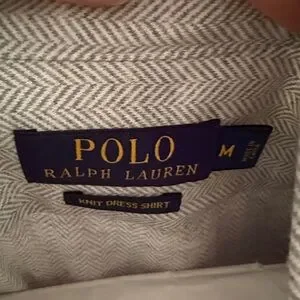 POLO
RALPH LAUREN
M
KNIT DRESS SHIRT